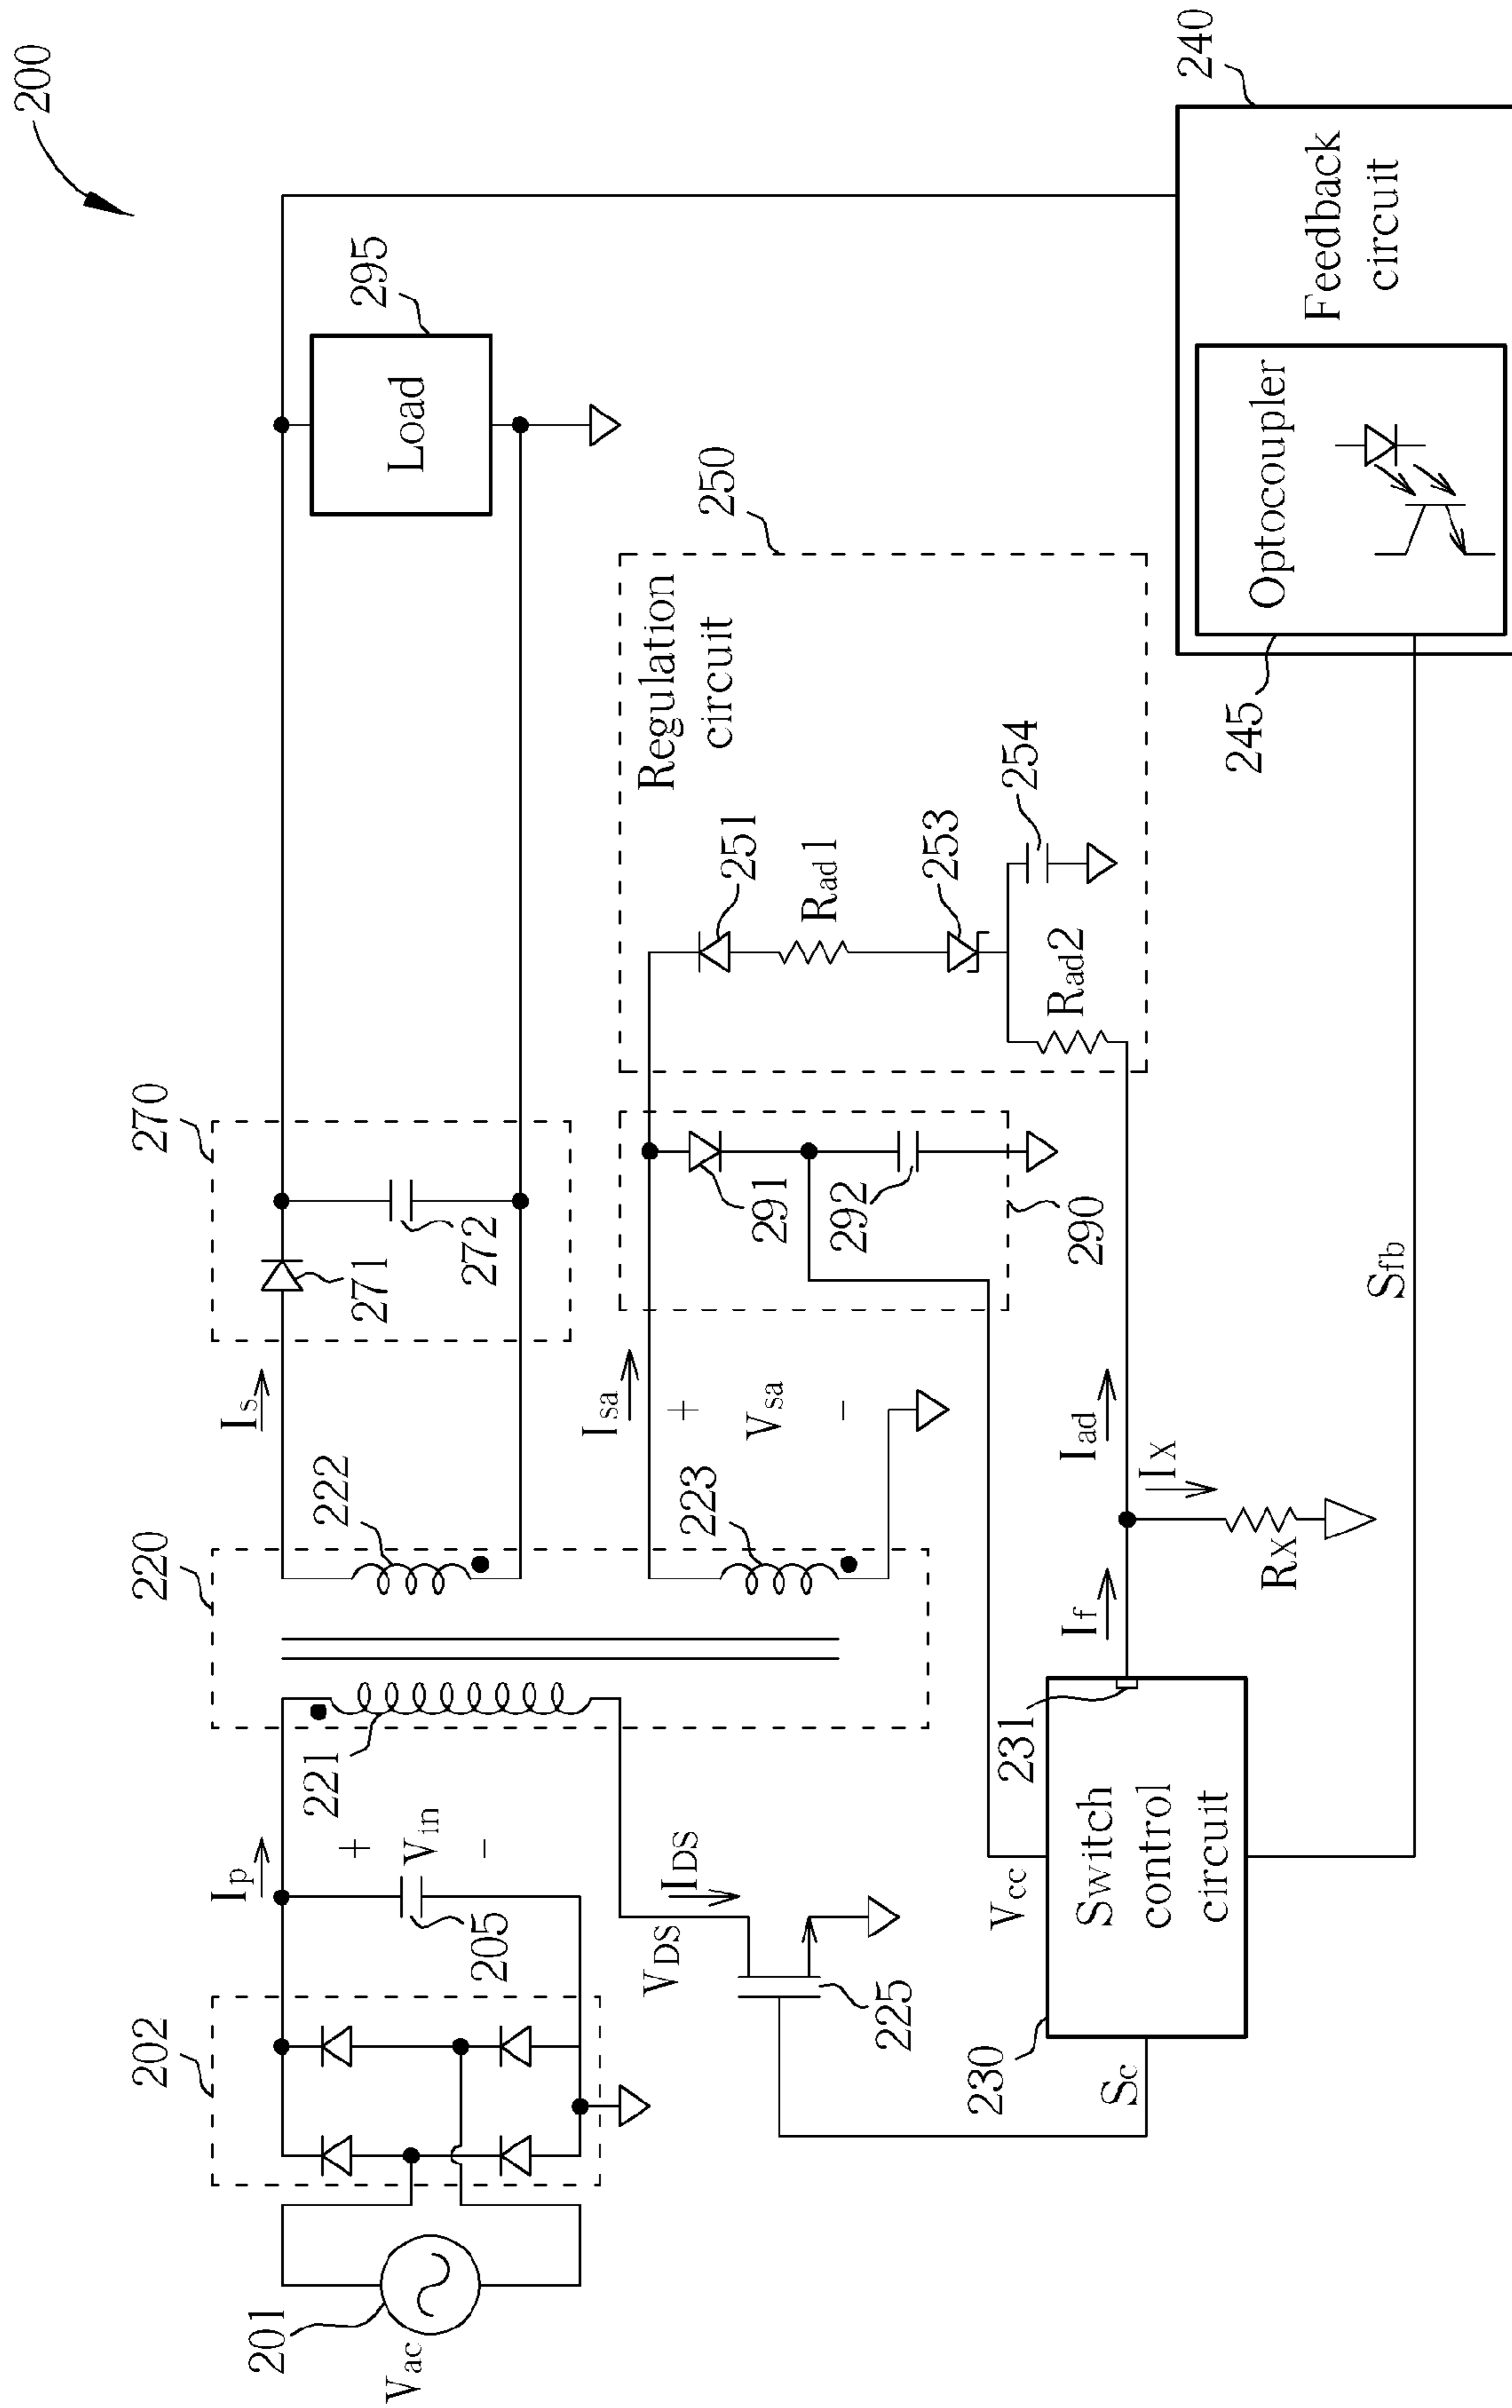 200
201
Vac
202
Ip
+
Vin
-
205
221
220
222
Is
270
271
272
295
Load
VDS
IDS
225
223
Isa
+
Vsa
-
291
292
290
250
Regulation
circuit
251
Rad1
253
254
Rad2
230
Sc
Vcc
Switch
control
circuit
231
If
Iad
IX
RX
Sfb
240
Feedback
circuit
245
Optocoupler